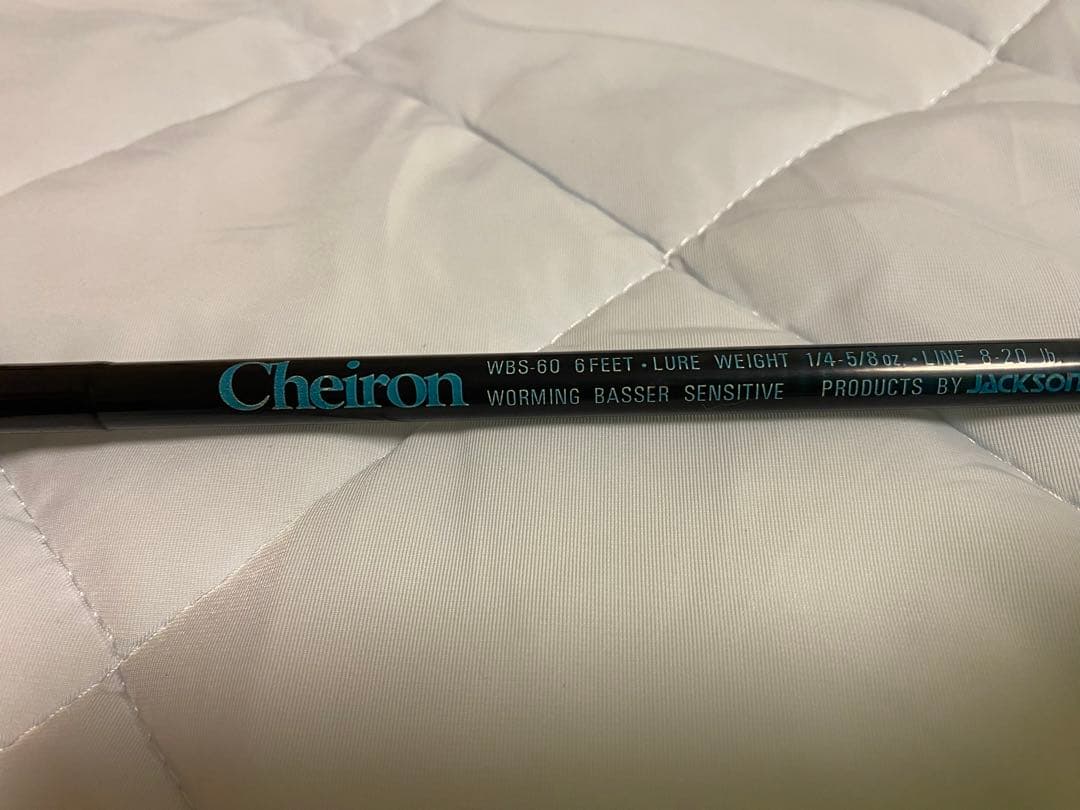 Cheiron
WBS-60 6FEET・LURE WEIGHT 1/4-5/8oz.・LINE 8-20 lb.
WORMING BASSER SENSITIVE PRODUCTS BY JACKSON